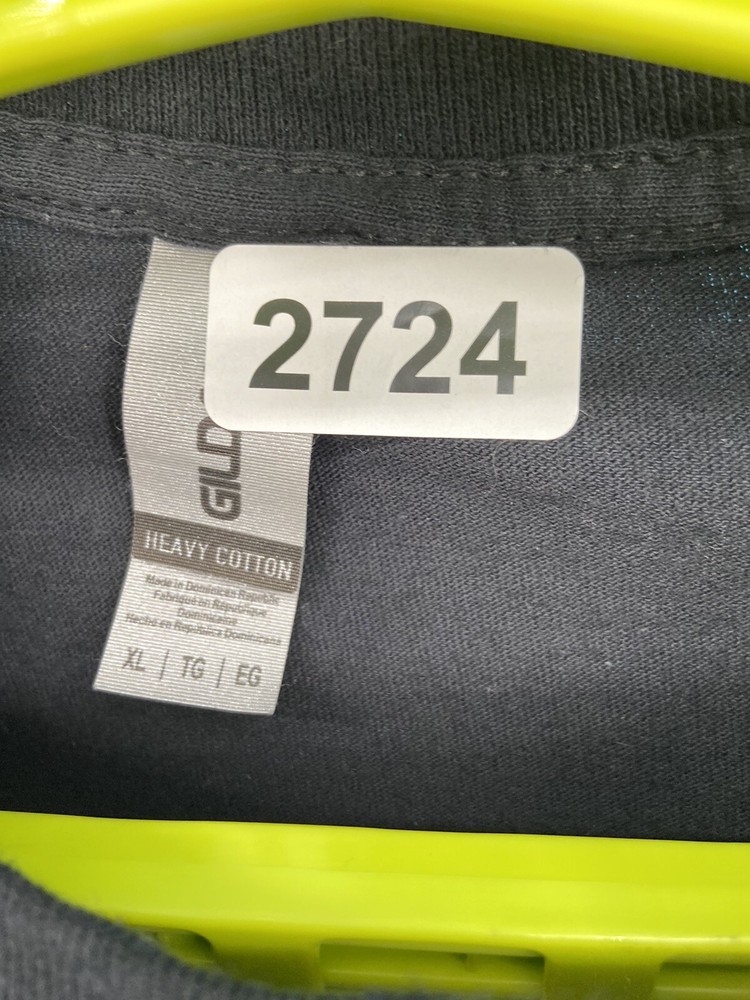 2724
GILD
HEAVY COTTON
Made in Dominican Republic
Fabriqué en République
Dominicaine
Hecho en República Dominicana
XL | TG | EG